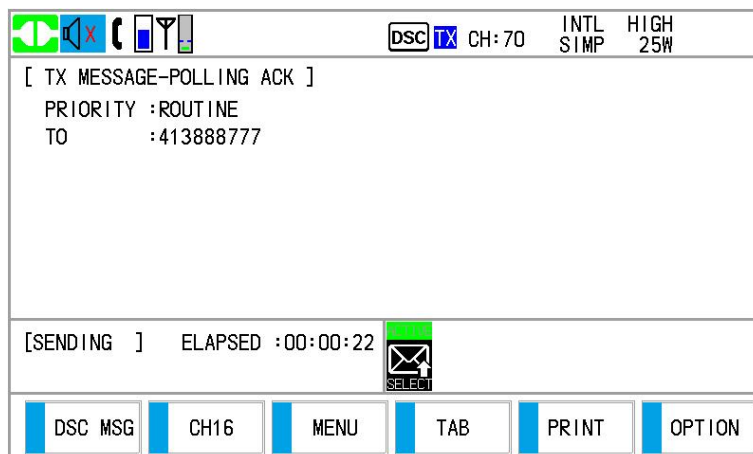 DSC TX CH:70 INTL SIMP HIGH 25W
[ TX MESSAGE-POLLING ACK ]
PRIORITY :ROUTINE
TO :413888777
[SENDING ] ELAPSED :00:00:22
SELECT
DSC MSG CH16 MENU TAB PRINT OPTION